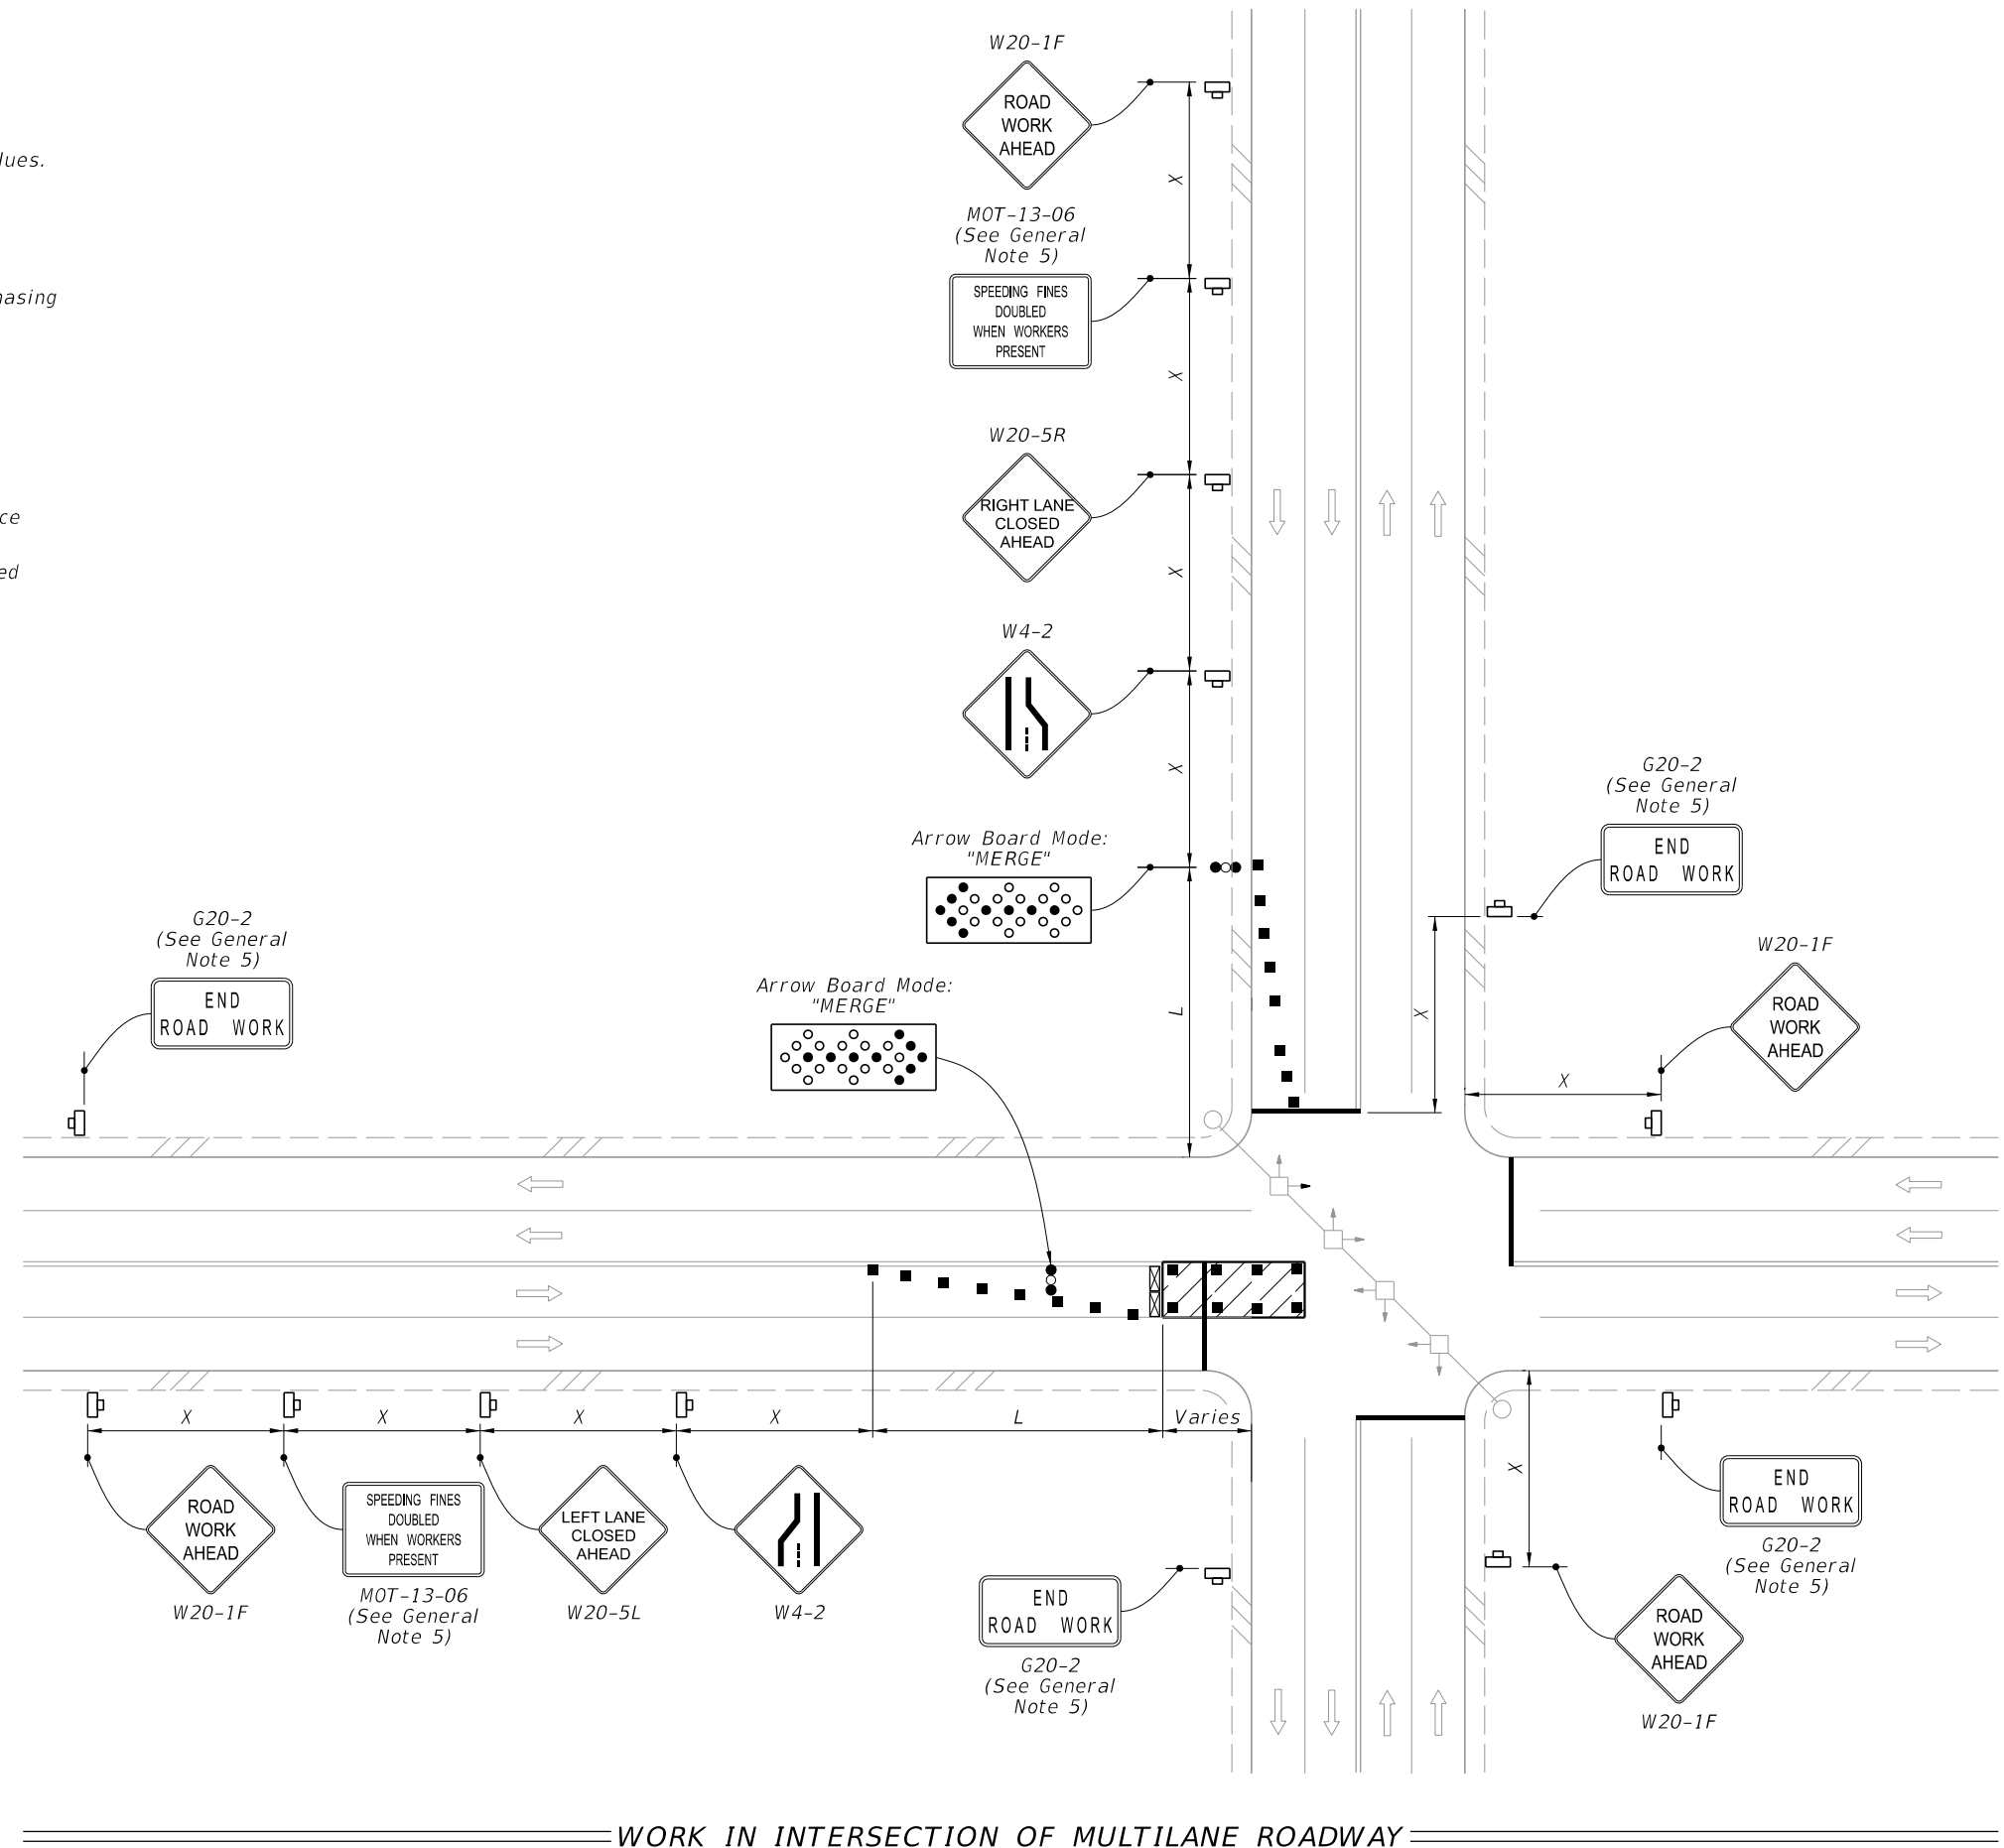 lues.
hasing
ce
ed
W20-1F
ROAD
WORK
AHEAD
X
MOT-13-06
(See General
Note 5)
SPEEDING FINES
DOUBLED
WHEN WORKERS
PRESENT
X
W20-5R
RIGHT LANE
CLOSED
AHEAD
X
W4-2
X
Arrow Board Mode:
"MERGE"
L
G20-2
(See General
Note 5)
END
ROAD WORK
X
W20-1F
ROAD
WORK
AHEAD
X
G20-2
(See General
Note 5)
END
ROAD WORK
Arrow Board Mode:
"MERGE"
X
X
X
X
L
Varies
ROAD
WORK
AHEAD
W20-1F
SPEEDING FINES
DOUBLED
WHEN WORKERS
PRESENT
MOT-13-06
(See General
Note 5)
LEFT LANE
CLOSED
AHEAD
W20-5L
W4-2
END
ROAD WORK
G20-2
(See General
Note 5)
X
END
ROAD WORK
G20-2
(See General
Note 5)
ROAD
WORK
AHEAD
W20-1F
WORK IN INTERSECTION OF MULTILANE ROADWAY